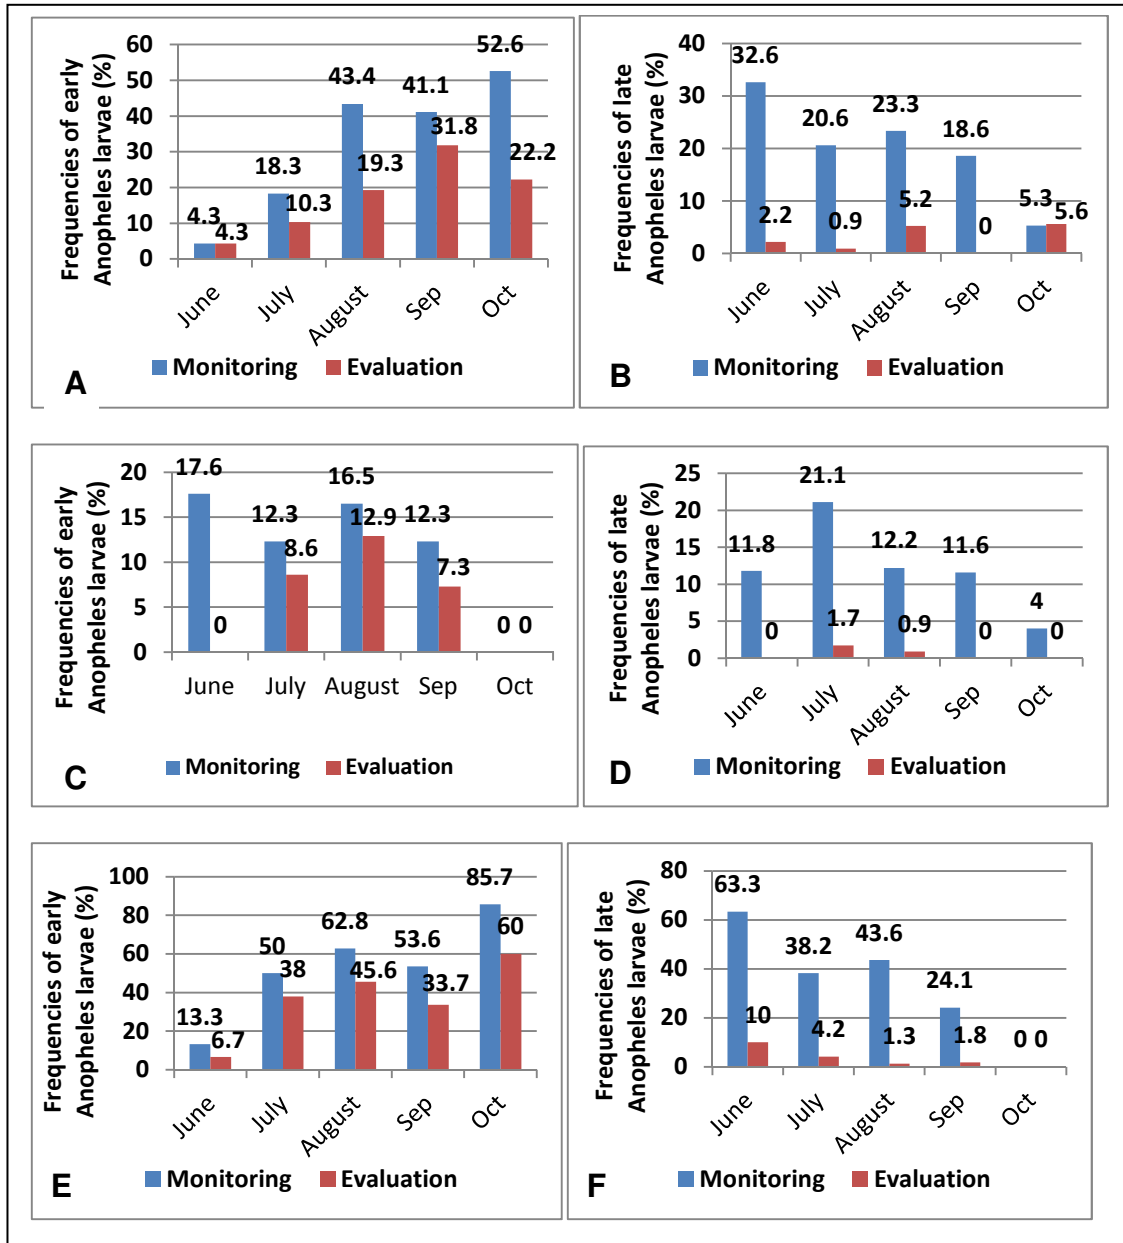 Frequencies of early
Anopheles larvae (%)
60
50
40
30
20
10
0
4.3
4.3
18.3
10.3
43.4
19.3
41.1
31.8
52.6
22.2
June
July
August
Sep
Oct
Monitoring
Evaluation
A
Frequencies of late
Anopheles larvae (%)
40
30
20
10
0
32.6
2.2
20.6
0.9
23.3
5.2
18.6
0
5.3
5.6
June
July
August
Sep
Oct
Monitoring
Evaluation
B
Frequencies of early
Anopheles larvae (%)
20
15
10
5
0
17.6
0
12.3
8.6
16.5
12.9
12.3
7.3
0
0
June
July
August
Sep
Oct
Monitoring
Evaluation
C
Frequencies of late
Anopheles larvae (%)
25
20
15
10
5
0
11.8
0
21.1
1.7
12.2
0.9
11.6
0
4
0
June
July
August
Sep
Oct
Monitoring
Evaluation
D
Frequencies of early
Anopheles larvae (%)
100
80
60
40
20
0
13.3
6.7
50
38
62.8
45.6
53.6
33.7
85.7
60
June
July
August
Sep
Oct
Monitoring
Evaluation
E
Frequencies of late
Anopheles larvae (%)
80
60
40
20
0
63.3
10
38.2
4.2
43.6
1.3
24.1
1.8
0
0
June
July
August
Sep
Oct
Monitoring
Evaluation
F